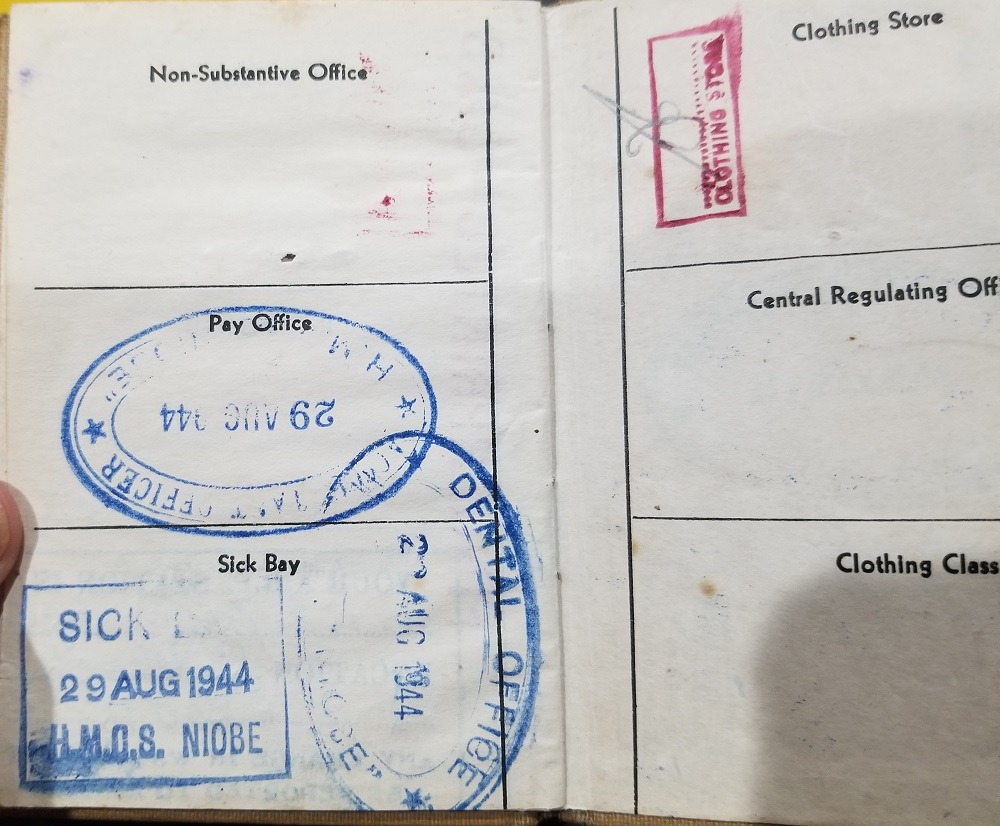 Non-Substantive Office
Pay Office
H.M.
29 AUG 944
OFFICER
Sick Bay
SICK
29 AUG 1944
H.M.C.S. NIOBE
DENTAL OFFICE
AUG 1944
Clothing Store
CLOTHING STORE
Central Regulating Off
Clothing Class